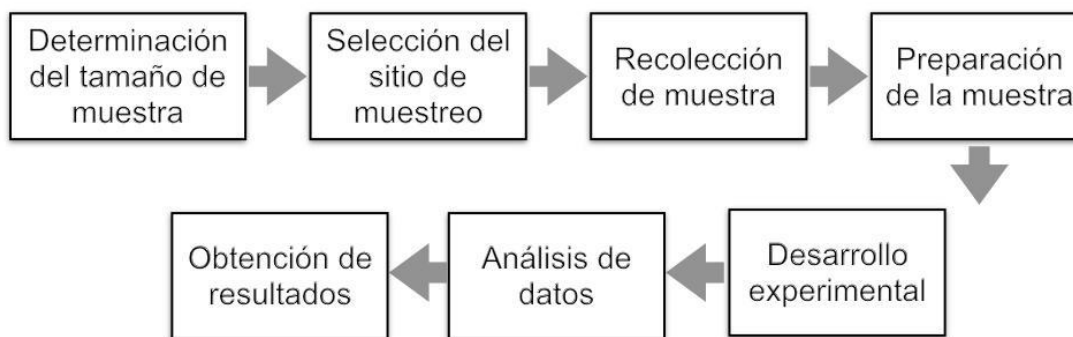 Determinación
del tamaño de
muestra
Selección del
sitio de
muestreo
Recolección
de muestra
Preparación
de la muestra
Desarrollo
experimental
Análisis de
datos
Obtención de
resultados